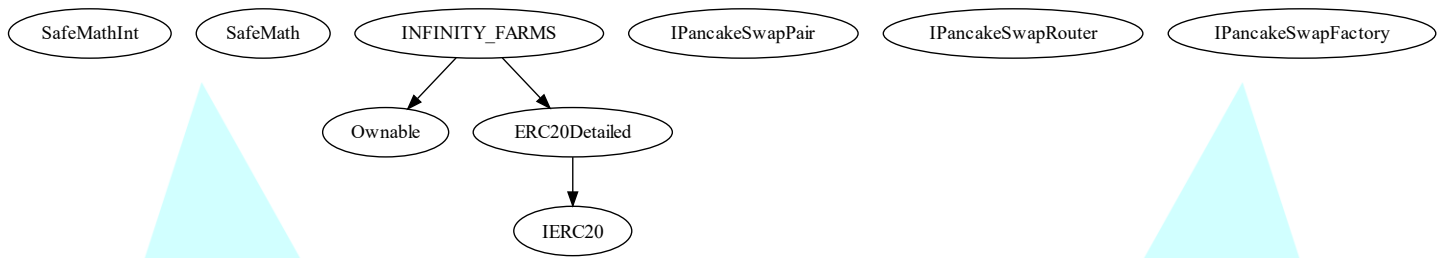 SafeMathInt
SafeMath
INFINITY_FARMS
IPancakeSwapPair
IPancakeSwapRouter
IPancakeSwapFactory
Ownable
ERC20Detailed
IERC20